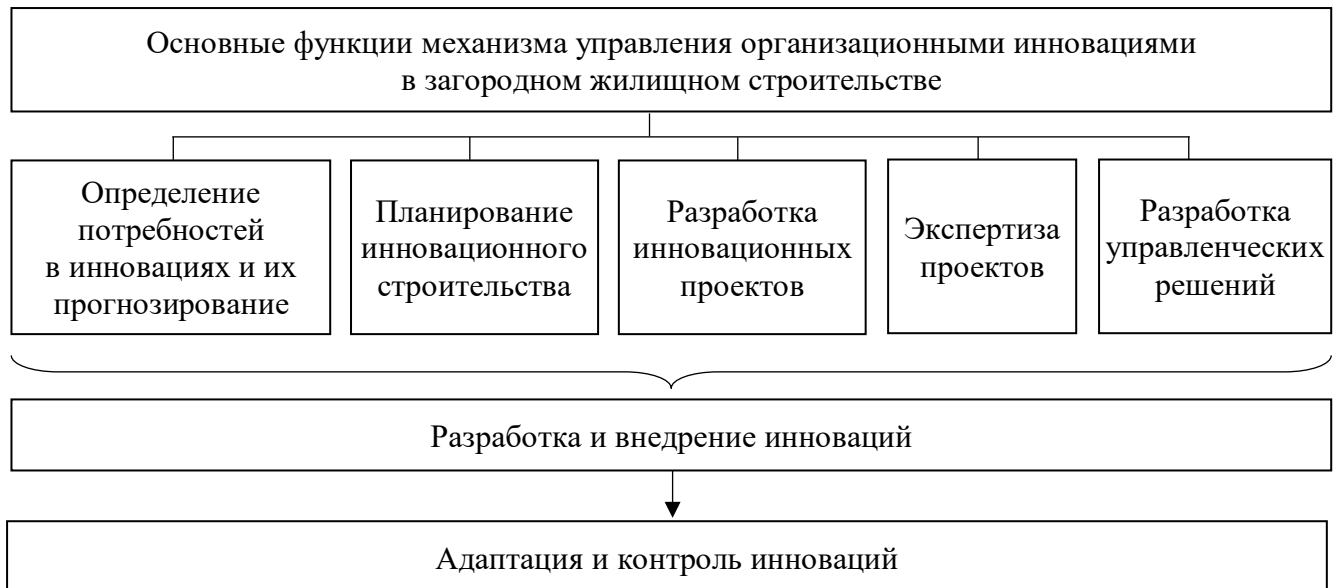 Основные функции механизма управления организационными инновациями
в загородном жилищном строительстве
Определение
потребностей
в инновациях и их
прогнозирование
Планирование
инновационного
строительства
Разработка
инновационных
проектов
Экспертиза
проектов
Разработка
управленческих
решений
Разработка и внедрение инноваций
Адаптация и контроль инноваций